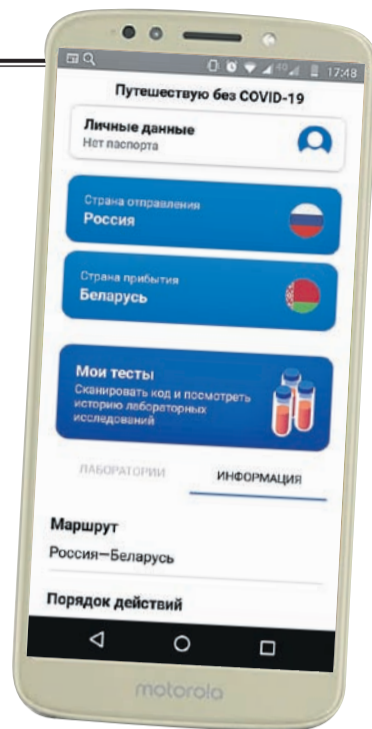 17:48
Путешествую без COVID-19
Личные данные
Нет паспорта
Страна отправления
Россия
Страна прибытия
Беларусь
Мои тесты
Сканировать код и посмотреть
историю лабораторных
исследований
ЛАБОРАТОРИИ ИНФОРМАЦИЯ
Маршрут
Россия—Беларусь
Порядок действий
motorola